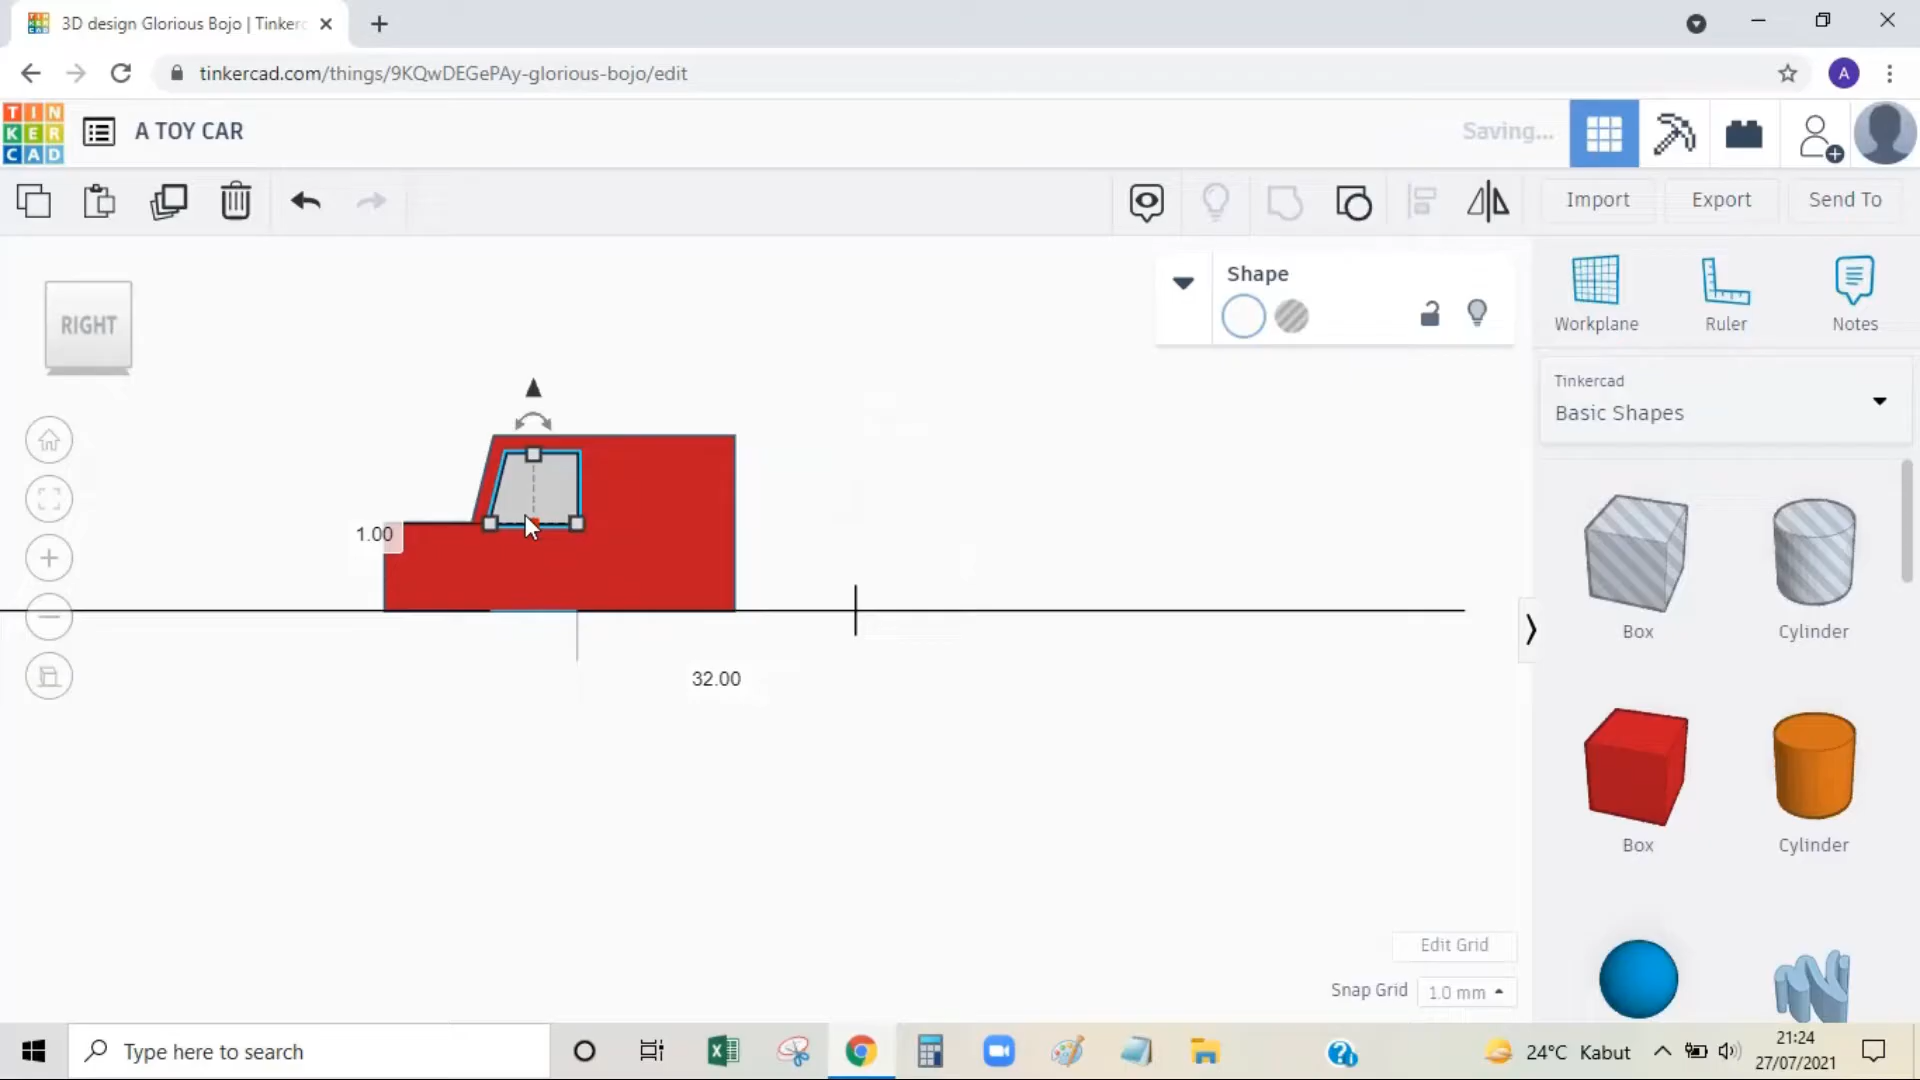 3D design Glorious Bojo | Tinkerc
tinkercad.com/things/9KQwDEGePAy-glorious-bojo/edit
A
TIN
KER
CAD
A TOY CAR
Saving...
Import
Export
Send To
RIGHT
Shape
Workplane
Ruler
Notes
Tinkercad
Basic Shapes
1.00
32.00
Box
Cylinder
Box
Cylinder
Edit Grid
Snap Grid
1.0 mm
Type here to search
24°C Kabut
21:24
27/07/2021